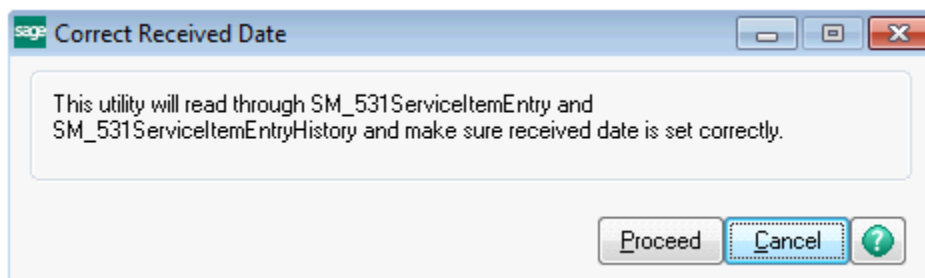 sage Correct Received Date
This utility will read through SM_531ServiceItemEntry and
SM_531ServiceItemEntryHistory and make sure received date is set correctly.
Proceed Cancel ?